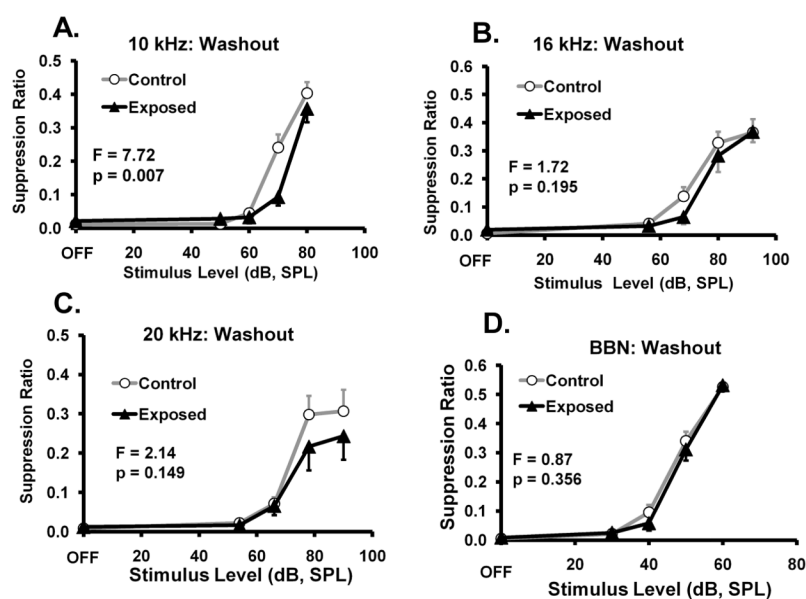 A.
10 kHz: Washout
Suppression Ratio
0.5
0.4
0.3
0.2
0.1
0.0
Control
Exposed
F = 7.72
p = 0.007
OFF 20 40 60 80 100
Stimulus Level (dB, SPL)
B.
16 kHz: Washout
Suppression Ratio
0.6
0.5
0.4
0.3
0.2
0.1
0.0
Control
Exposed
F = 1.72
p = 0.195
OFF 20 40 60 80 100
Stimulus Level (dB, SPL)
C.
20 kHz: Washout
Suppression Ratio
0.5
0.4
0.3
0.2
0.1
0.0
Control
Exposed
F = 2.14
p = 0.149
OFF 20 40 60 80 100
Stimulus Level (dB, SPL)
D.
BBN: Washout
Suppression Ratio
0.6
0.5
0.4
0.3
0.2
0.1
0.0
Control
Exposed
F = 0.87
p = 0.356
OFF 20 40 60 80
Stimulus Level (dB, SPL)